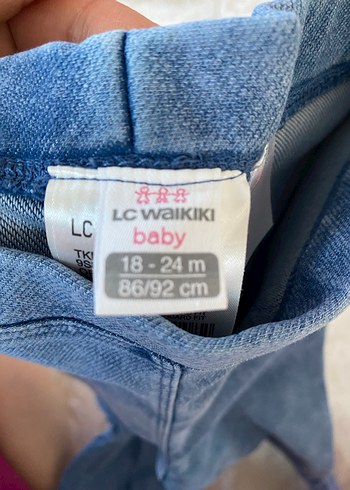 LC WAIKIKI
baby
18 - 24 m
86/92 cm
LC